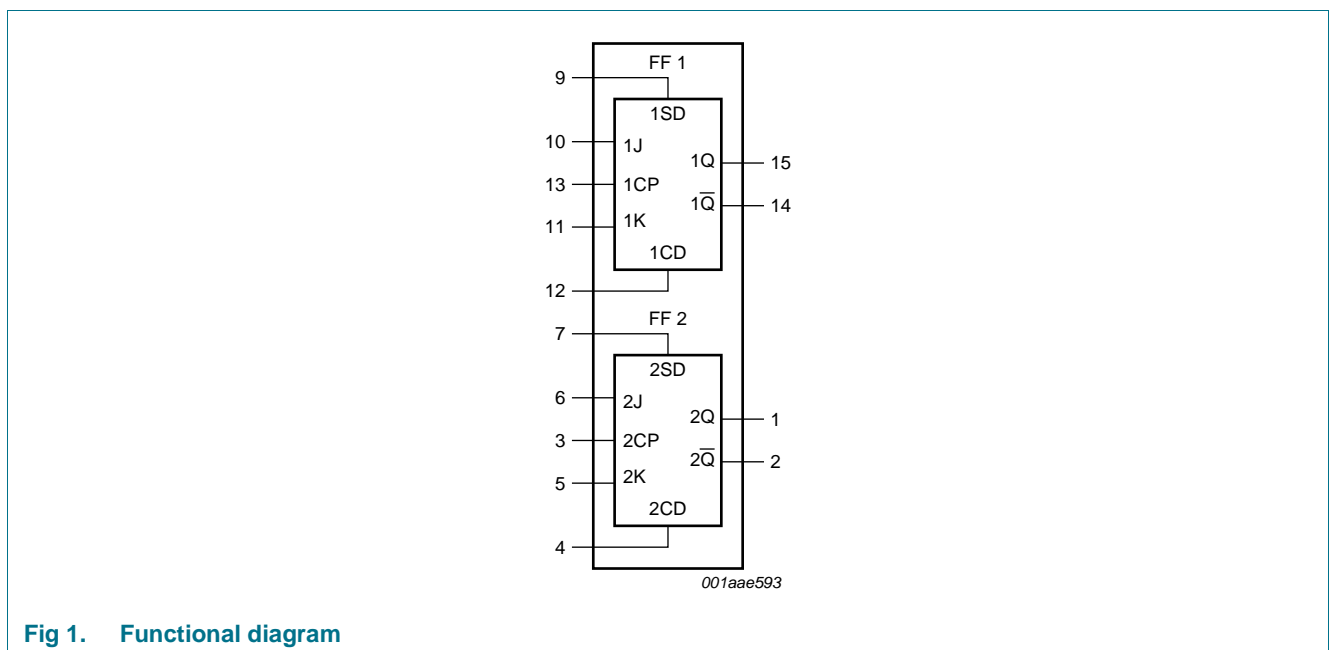 FF 1
9
1SD
10
1J
1Q
15
13
1CP
1Q̅
14
11
1K
1CD
12
FF 2
7
2SD
6
2J
2Q
1
3
2CP
2Q̅
2
5
2K
2CD
4
001aae593
Fig 1. Functional diagram